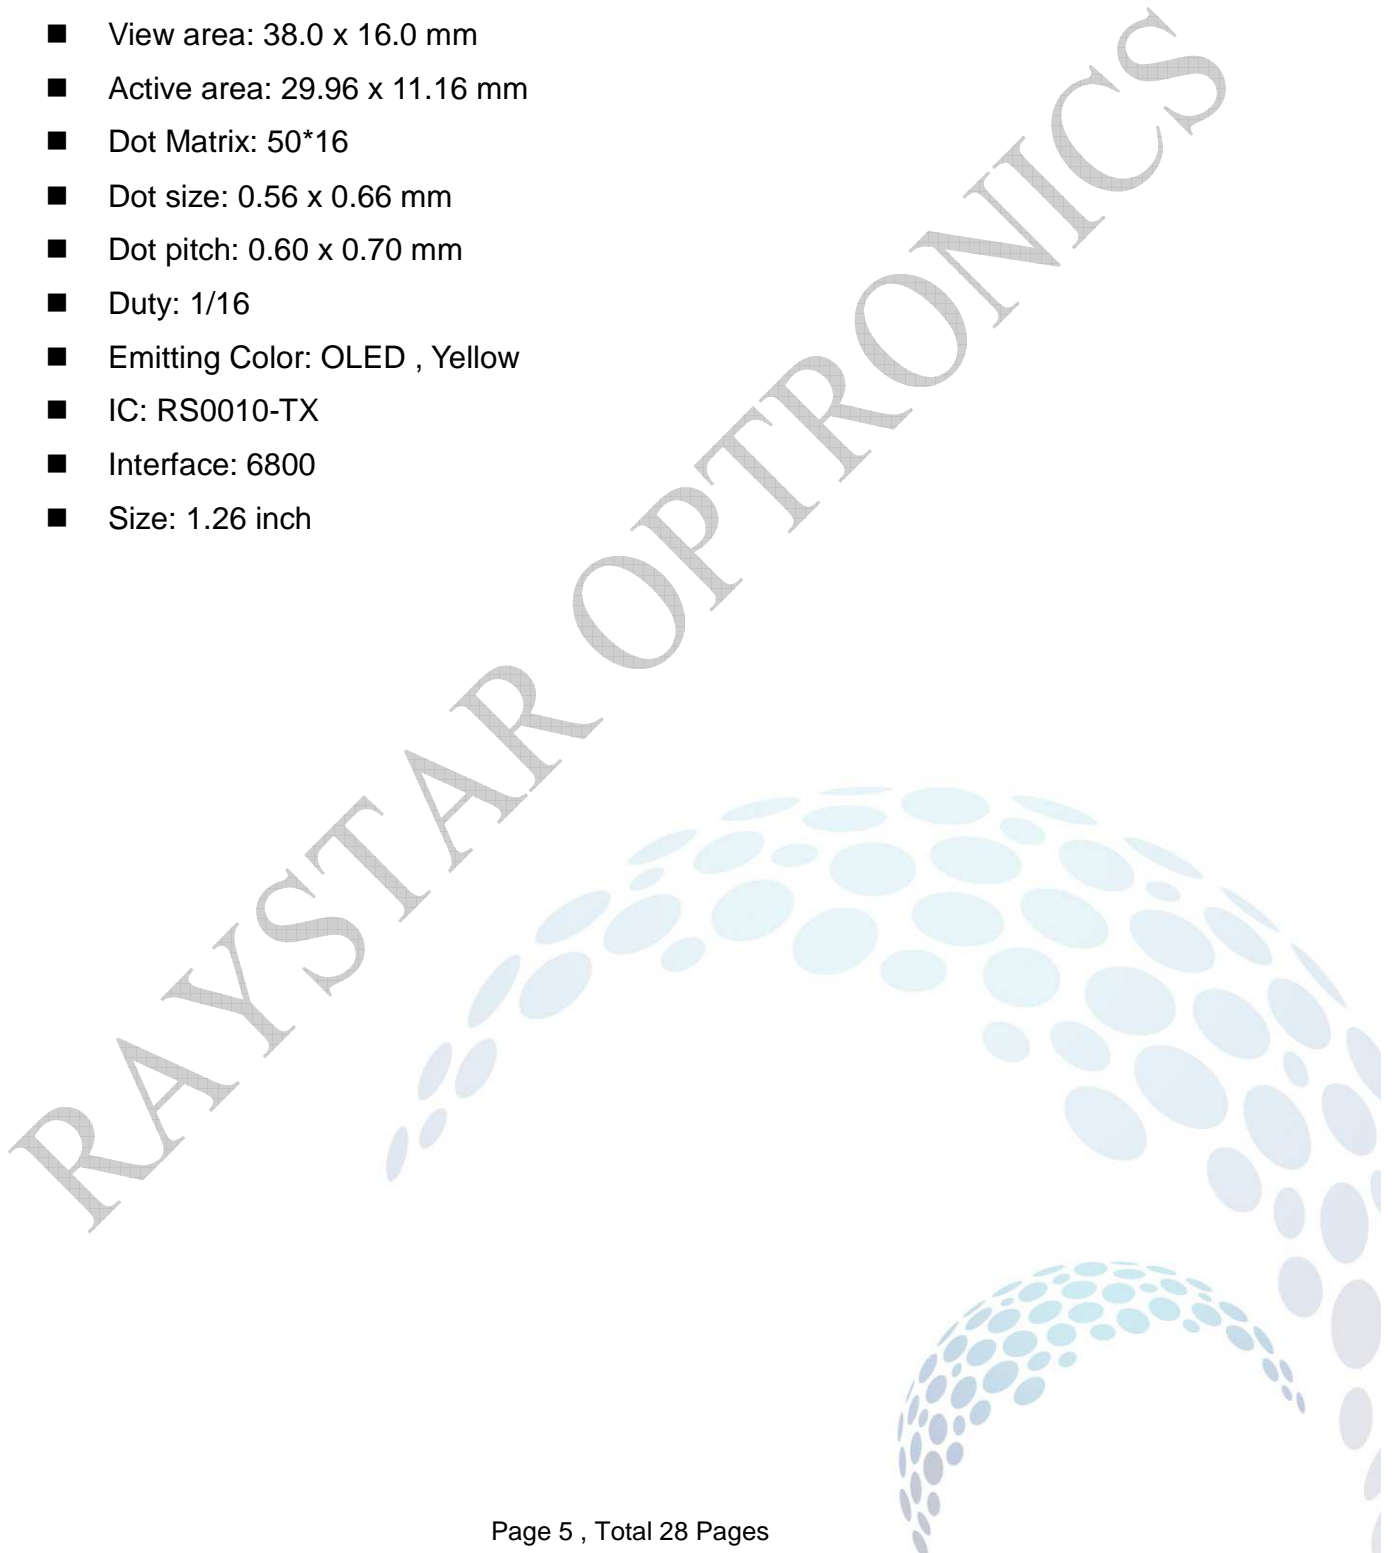 ■ View area: 38.0 x 16.0 mm
■ Active area: 29.96 x 11.16 mm
■ Dot Matrix: 50*16
■ Dot size: 0.56 x 0.66 mm
■ Dot pitch: 0.60 x 0.70 mm
■ Duty: 1/16
■ Emitting Color: OLED , Yellow
■ IC: RS0010-TX
■ Interface: 6800
■ Size: 1.26 inch
RAYSTAR OPTRONICS
Page 5 , Total 28 Pages